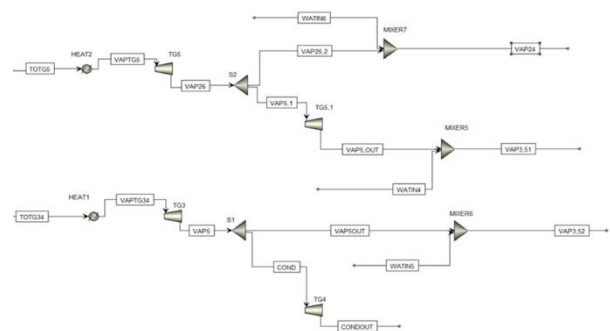 WATIN6
MIXER7
HEAT2
VAPTG5
TG5
VAP26,2
VAP24
TOTG5
VAP26
S2
VAP5,1
TG5,1
MIXER5
VAP5,OUT
VAP3,51
WATIN4
HEAT1
VAPTG34
TG3
S1
MIXER6
TOTG34
VAP5
VAP5OUT
VAP3,52
COND
WATIN5
TG4
CONDOUT